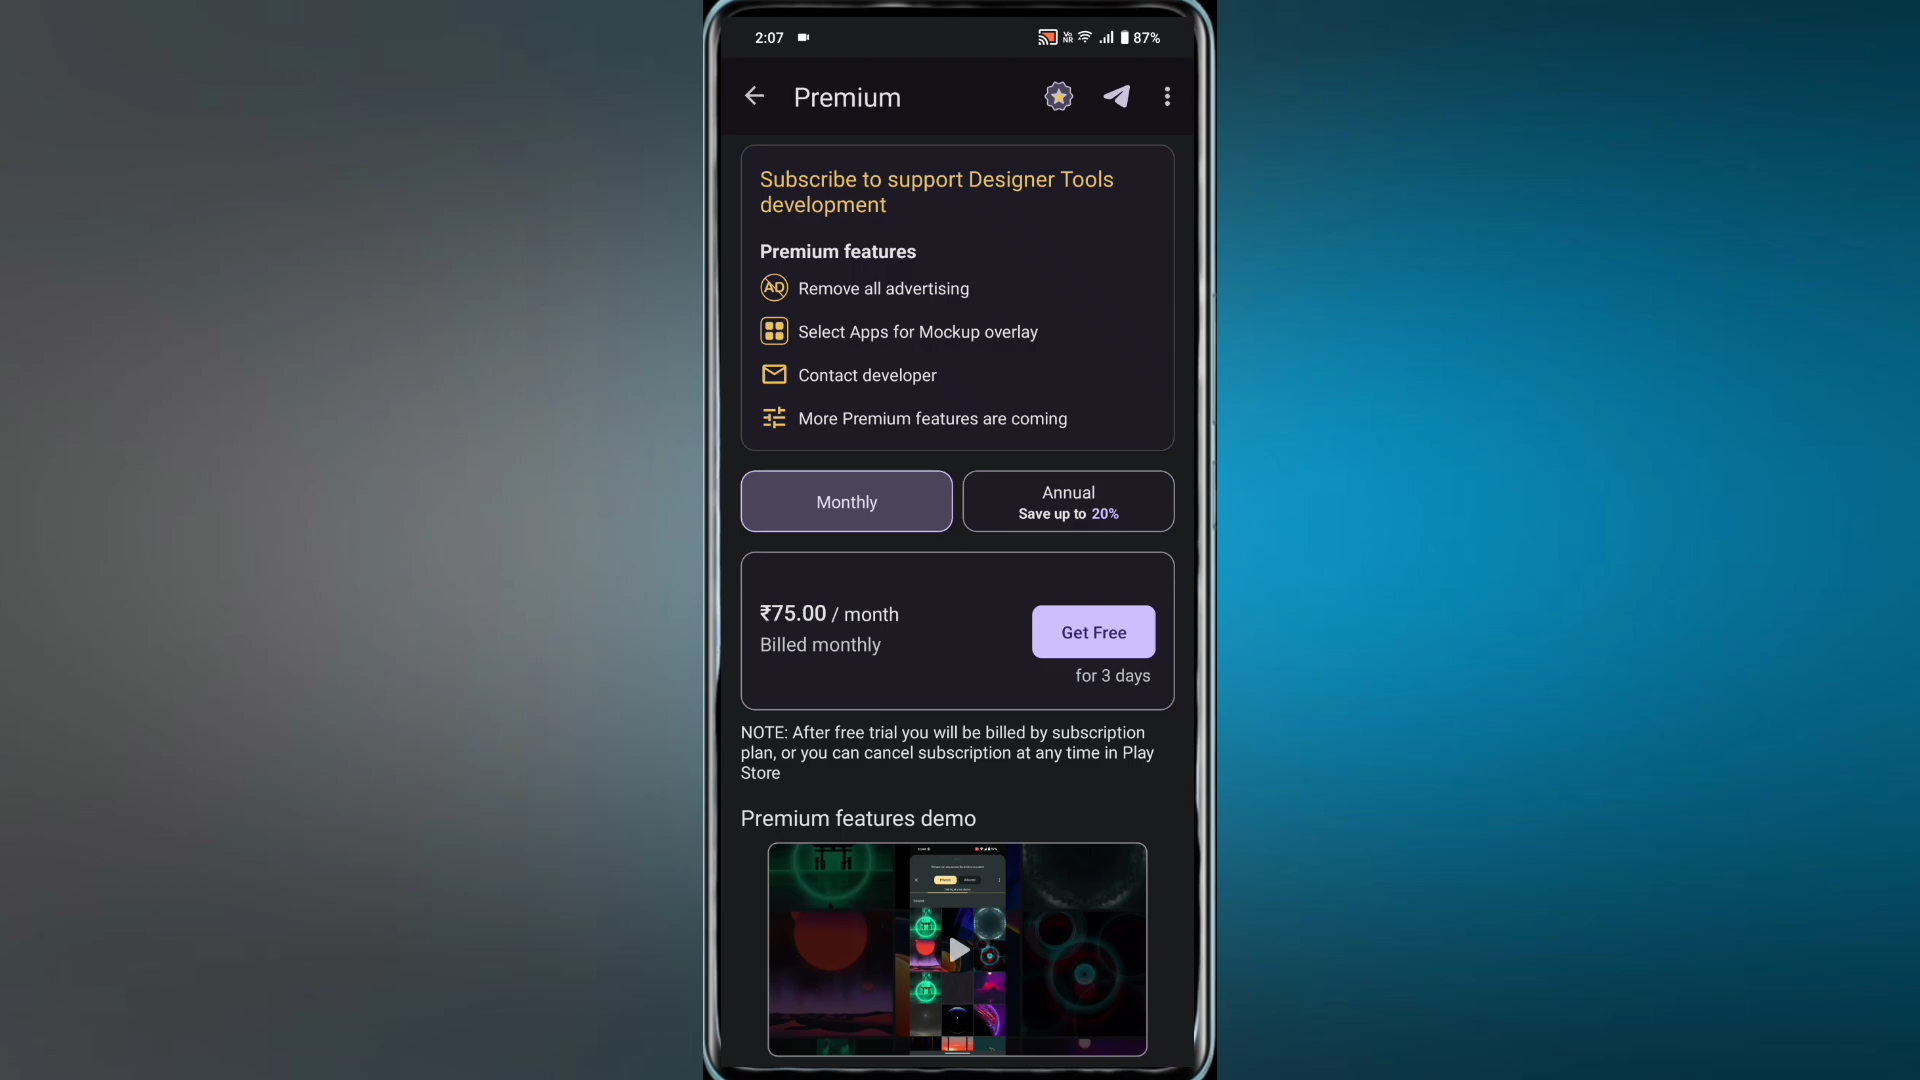 2:07
Vo
NR
87%
Premium
Subscribe to support Designer Tools
development
Premium features
AD
Remove all advertising
Select Apps for Mockup overlay
Contact developer
More Premium features are coming
Monthly
Annual
Save up to 20%
₹75.00 / month
Billed monthly
Get Free
for 3 days
NOTE: After free trial you will be billed by subscription
plan, or you can cancel subscription at any time in Play
Store
Premium features demo